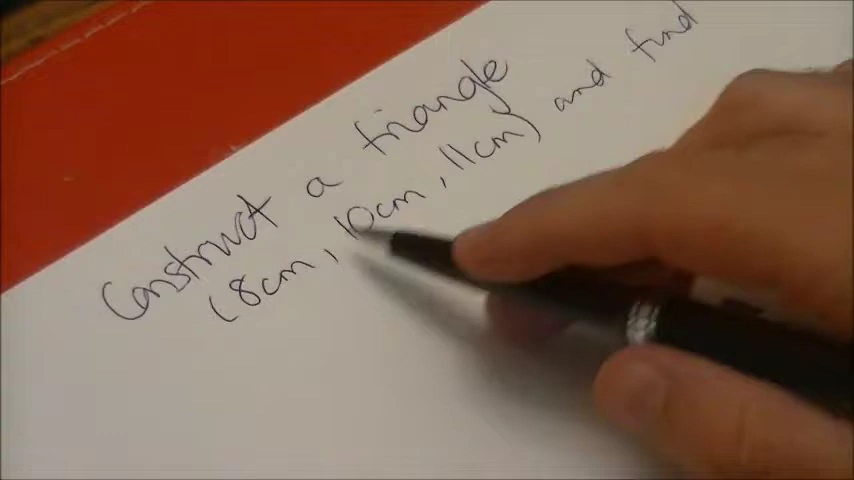 Construct a triangle
(8cm, 10cm, 11cm) and find